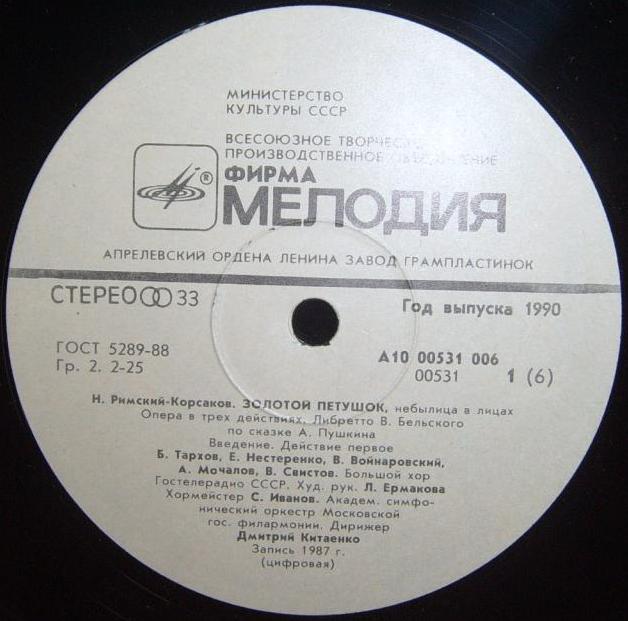 МИНИСТЕРСТВО
КУЛЬТУРЫ СССР
ВСЕСОЮЗНОЕ
ПРОИЗВОДСТВЕННОЕ
ФИРМА
®
МЕЛОДИЯ
АПРЕЛЕВСКИЙ ОРДЕНА ЛЕНИНА ЗАВОД ГРАМПЛАСТИНОК
СТЕРЕО 33
Год выпуска 1990
ГОСТ 5289-88
Гр. 2. 2-25
А10 00531 006
00531 1 (6)
Н. Римский-Корсаков. ЗОЛОТОЙ ПЕТУШОК, небылица в лицах
Опера в трех действиях, Либретто В. Бельского
по сказке А. Пушкина
Введение. Действие первое
Б. Тархов, Е. Нестеренко, В. Войнаровский,
А. Мочалов, В. Свистов. Большой хор
Гостелерадио СССР. Худ. рук. Л. Ермакова
Хормейстер С. Иванов. Академ. симфо-
нический оркестр Московской
гос. филармонии. Дирижер
Дмитрий Китаенко
Запись 1987 г.
(цифровая)